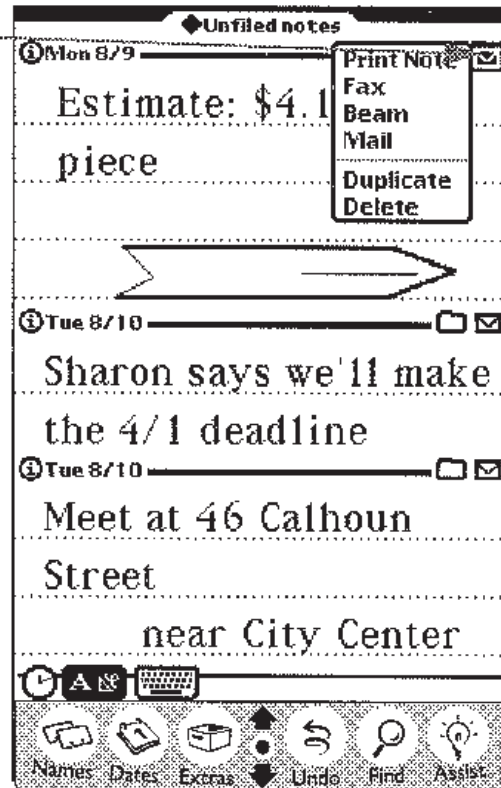 Unfiled notes
Mon 8/9
Print Note
Fax
Beam
Mail
Duplicate
Delete
Estimate: $4.1
piece
Tue 8/10
Sharon says we'll make
the 4/1 deadline
Tue 8/10
Meet at 46 Calhoun
Street
near City Center
A
Names Dates Extras Undo Find Assist